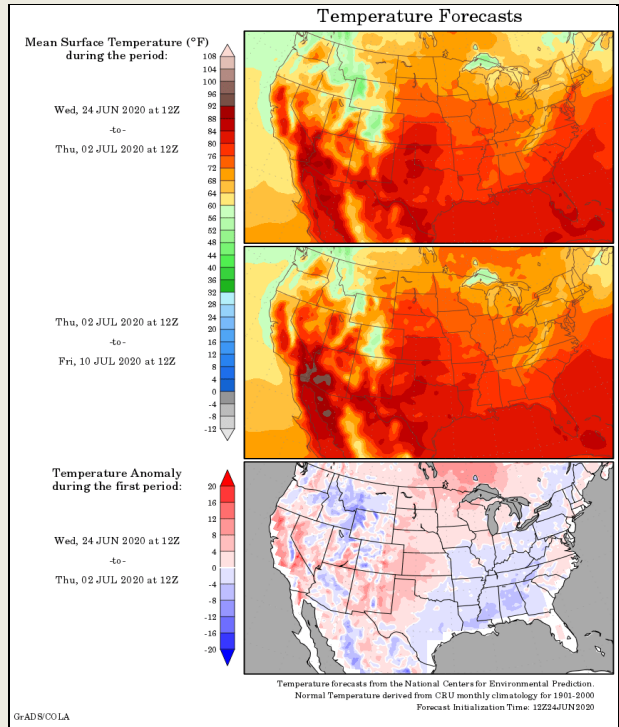 Temperature Forecasts
Mean Surface Temperature (°F)
during the period:
Wed, 24 JUN 2020 at 12Z
-to-
Thu, 02 JUL 2020 at 12Z
108
104
100
96
92
88
84
80
76
72
68
64
60
56
52
48
44
40
36
32
28
24
20
16
12
8
4
0
-4
-8
-12
Thu, 02 JUL 2020 at 12Z
-to-
Fri, 10 JUL 2020 at 12Z
Temperature Anomaly
during the first period:
Wed, 24 JUN 2020 at 12Z
-to-
Thu, 02 JUL 2020 at 12Z
20
16
12
8
4
0
-4
-8
-12
-16
-20
Temperature forecasts from the National Centers for Environmental Prediction.
Normal Temperature derived from CRU monthly climatology for 1901-2000
Forecast Initialization Time: 12Z24JUN2020
GrADS/COLA